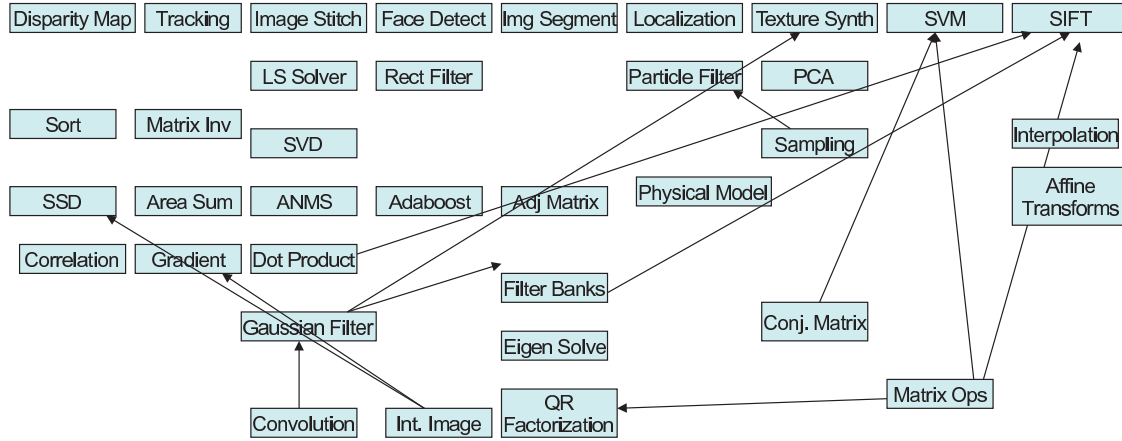 Disparity Map
Tracking
Image Stitch
Face Detect
Img Segment
Localization
Texture Synth
SVM
SIFT
LS Solver
Rect Filter
Particle Filter
PCA
Sort
Matrix Inv
SVD
Sampling
Interpolation
SSD
Area Sum
ANMS
Adaboost
Adj Matrix
Physical Model
Affine
Transforms
Correlation
Gradient
Dot Product
Filter Banks
Gaussian Filter
Conj. Matrix
Eigen Solve
Matrix Ops
Convolution
Int. Image
QR
Factorization